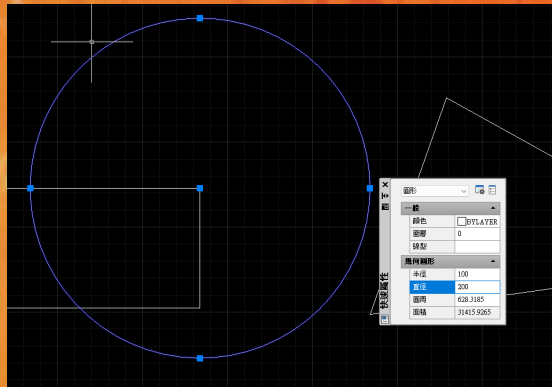 圓形
一般
顏色 BYLAYER
圖層 0
線型
幾何圖形
半徑 100
直徑 200
圓周 628.3185
面積 31415.9265
快速屬性